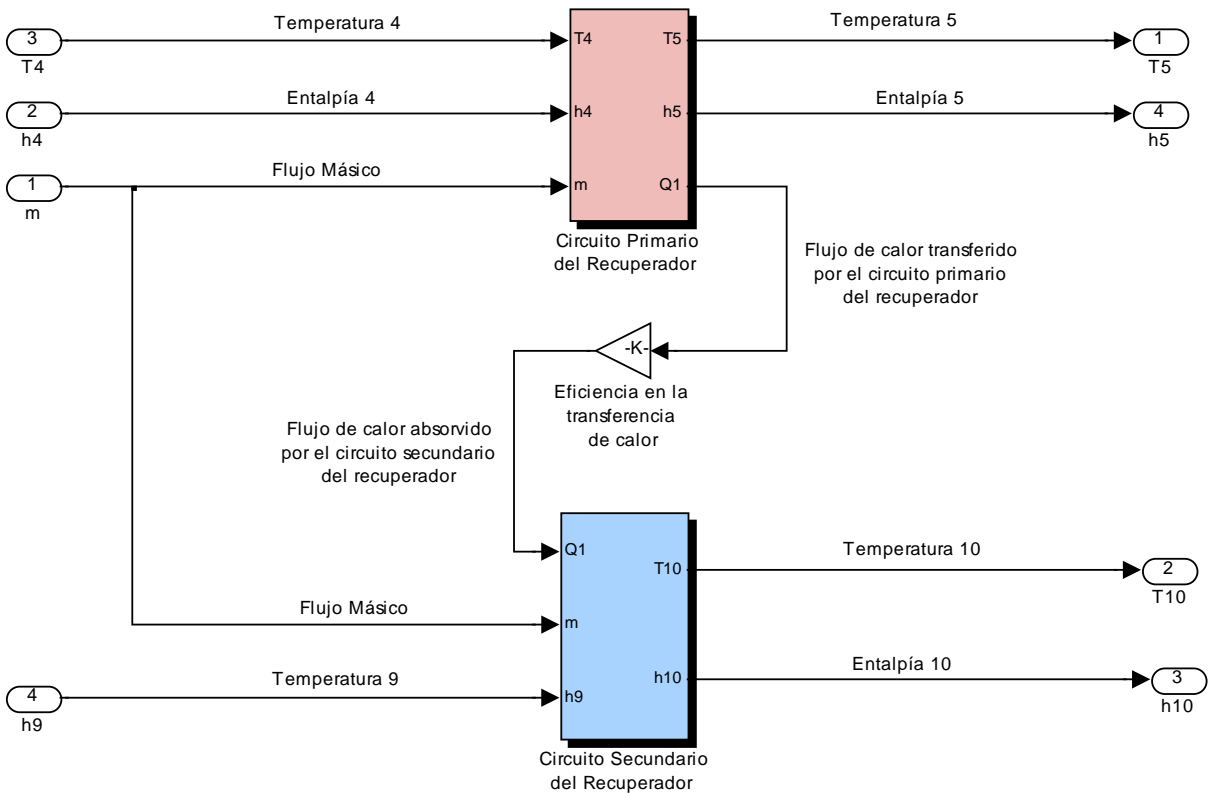 Temperatura 4
3
T4
T4
T5
Temperatura 5
1
T5
Entalpía 4
2
h4
h4
h5
Entalpía 5
4
h5
Flujo Másico
1
m
m
Q1
Circuito Primario
del Recuperador
Flujo de calor transferido
por el circuito primario
del recuperador
-K-
Eficiencia en la
transferencia
de calor
Flujo de calor absorvido
por el circuito secundario
del recuperador
Q1
T10
Temperatura 10
2
T10
Flujo Másico
m
h10
Entalpía 10
3
h10
Temperatura 9
4
h9
h9
Circuito Secundario
del Recuperador